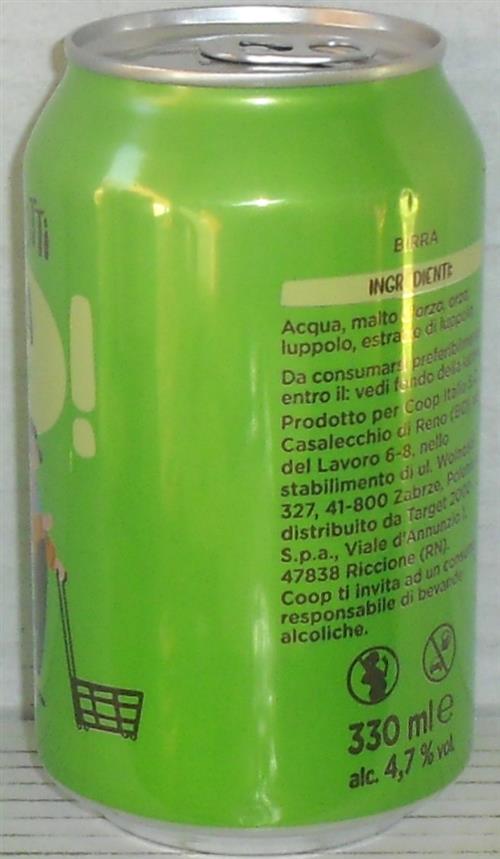 BIRRA
INGREDIENTI:
Acqua, malto d'orzo, orzo,
luppolo, estratto di luppolo
Da consumarsi preferibilmente
entro il: vedi fondo della
Prodotto per Coop Italia
Casalecchio di Reno (BO)
del Lavoro 6-8, nello
stabilimento di ul.
327, 41-800 Zabrze,
distribuito da Target 2000
S.p.a., Viale d'Annunzio
47838 Riccione (RN).
Coop ti invita ad un consumo
responsabile di bevande
alcoliche.
330 ml e
alc. 4,7 % vol.
!